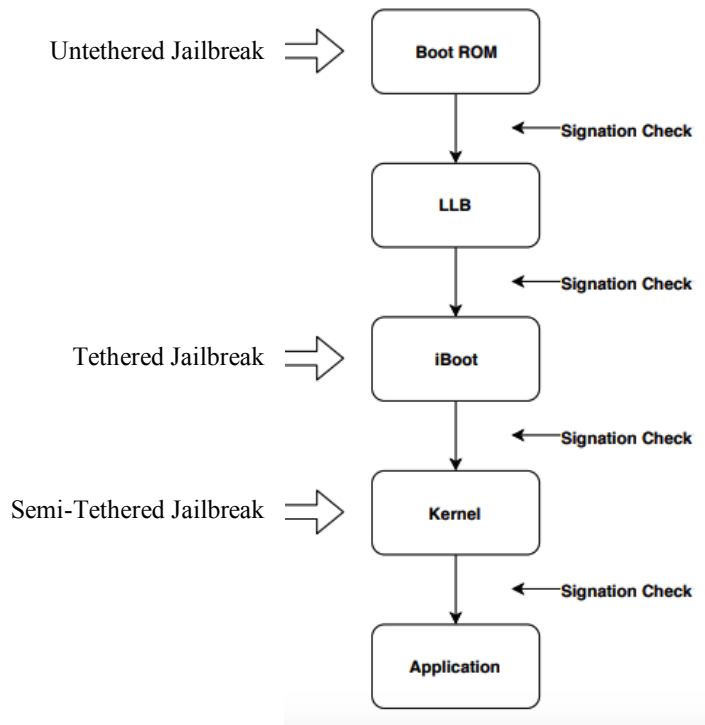 Untethered Jailbreak
Boot ROM
Signation Check
LLB
Signation Check
Tethered Jailbreak
iBoot
Signation Check
Semi-Tethered Jailbreak
Kernel
Signation Check
Application